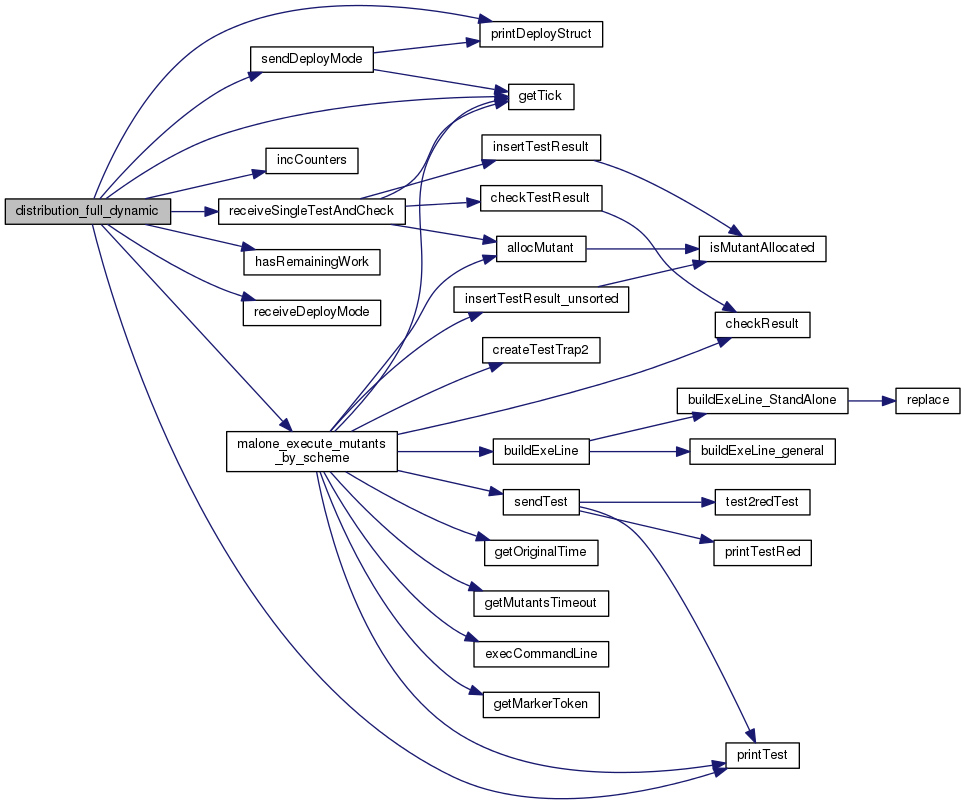 printDeployStruct
sendDeployMode
getTick
insertTestResult
incCounters
checkTestResult
distribution_full_dynamic
receiveSingleTestAndCheck
allocMutant
isMutantAllocated
hasRemainingWork
insertTestResult_unsorted
receiveDeployMode
checkResult
createTestTrap2
buildExeLine_StandAlone
replace
malone_execute_mutants
_by_scheme
buildExeLine
buildExeLine_general
sendTest
test2redTest
getOriginalTime
printTestRed
getMutantsTimeout
execCommandLine
getMarkerToken
printTest